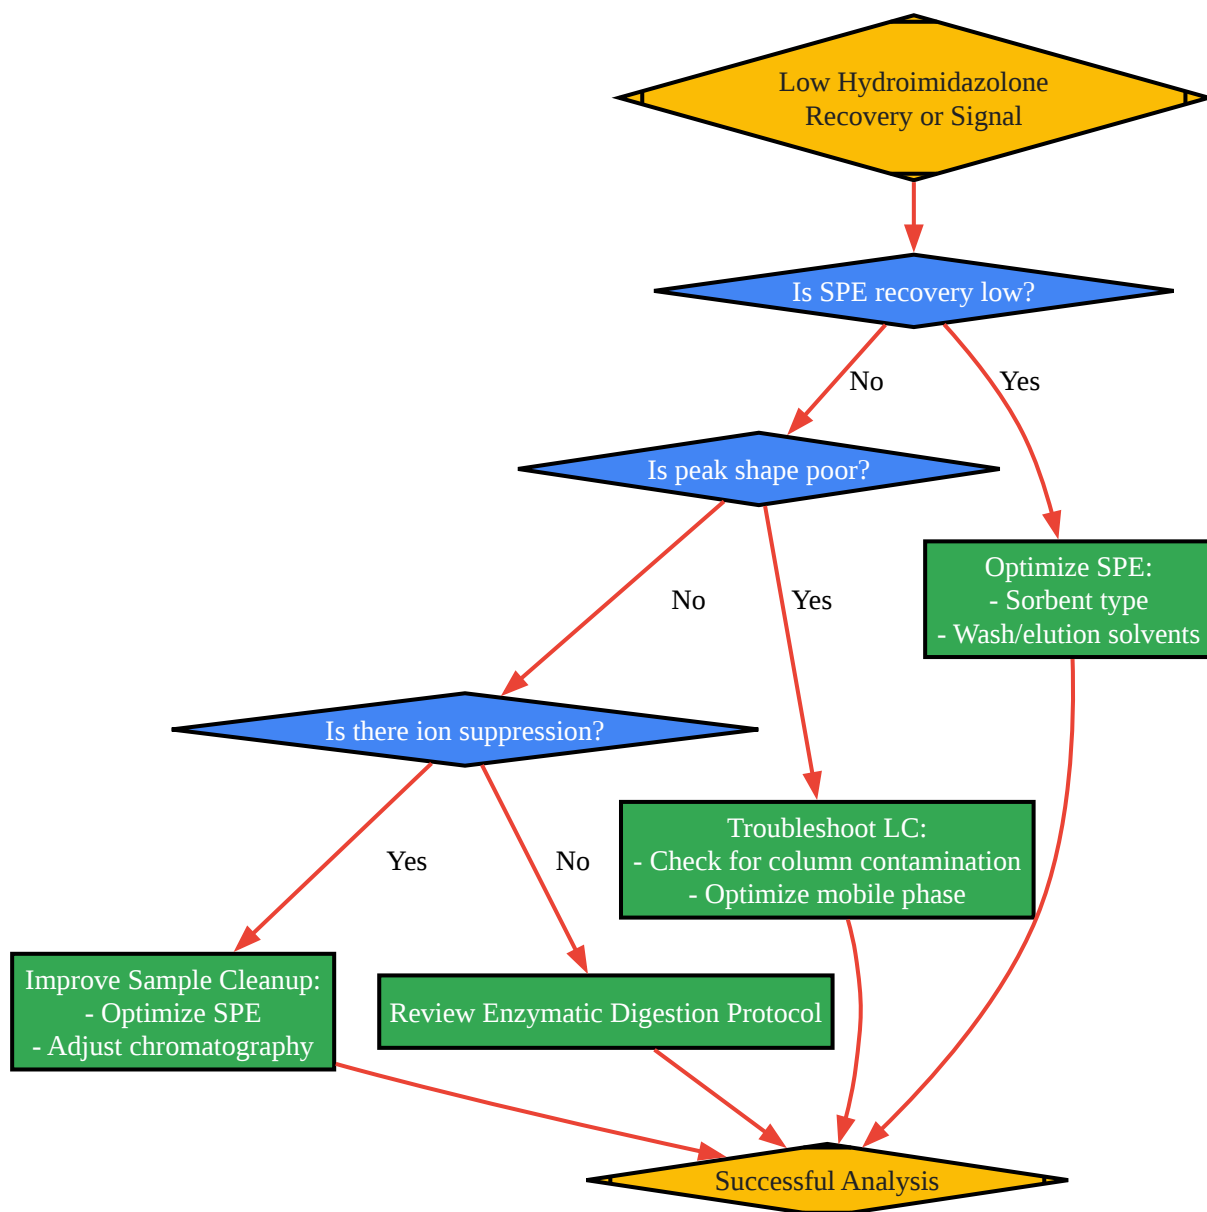 Low Hydroimidazolone
Recovery or Signal
Is SPE recovery low?
No
Yes
Is peak shape poor?
Optimize SPE:
- Sorbent type
- Wash/elution solvents
No
Yes
Is there ion suppression?
Troubleshoot LC:
- Check for column contamination
- Optimize mobile phase
Yes
No
Improve Sample Cleanup:
- Optimize SPE
- Adjust chromatography
Review Enzymatic Digestion Protocol
Successful Analysis